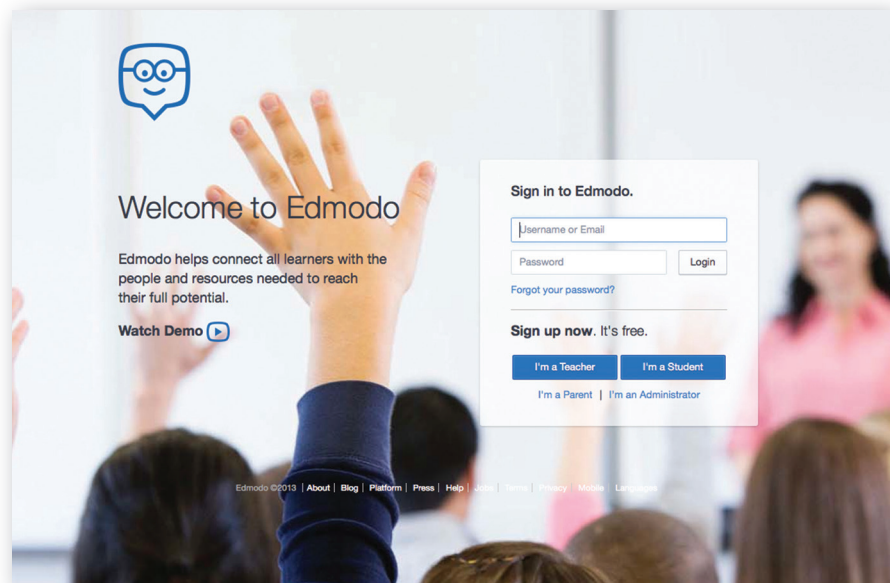 Welcome to Edmodo
Edmodo helps connect all learners with the
people and resources needed to reach
their full potential.
Watch Demo
Sign in to Edmodo.
Username or Email
Password
Login
Forgot your password?
Sign up now. It's free.
I'm a Teacher
I'm a Student
I'm a Parent | I'm an Administrator
Edmodo ©2013 | About | Blog | Platform | Press | Help | Jobs | Terms | Privacy | Mobile | Languages